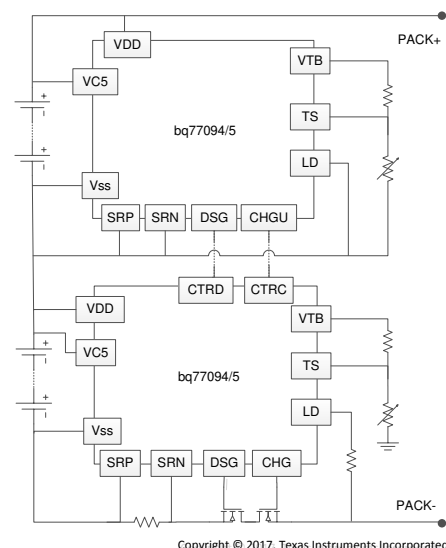 PACK+
VDD
VTB
VC5
TS
bq77094/5
LD
Vss
SRP SRN DSG CHGU
CTRD CTRC
VDD
VTB
VC5
TS
bq77094/5
LD
Vss
SRP SRN DSG CHG
PACK-
Copyright © 2017, Texas Instruments Incorporated